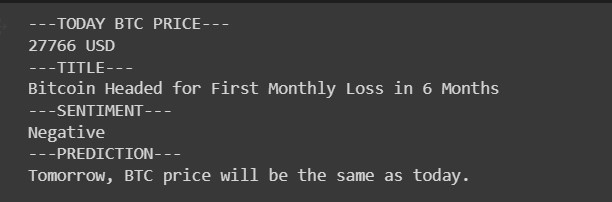 ---TODAY BTC PRICE---
27766 USD
---TITLE---
Bitcoin Headed for First Monthly Loss in 6 Months
---SENTIMENT---
Negative
---PREDICTION---
Tomorrow, BTC price will be the same as today.